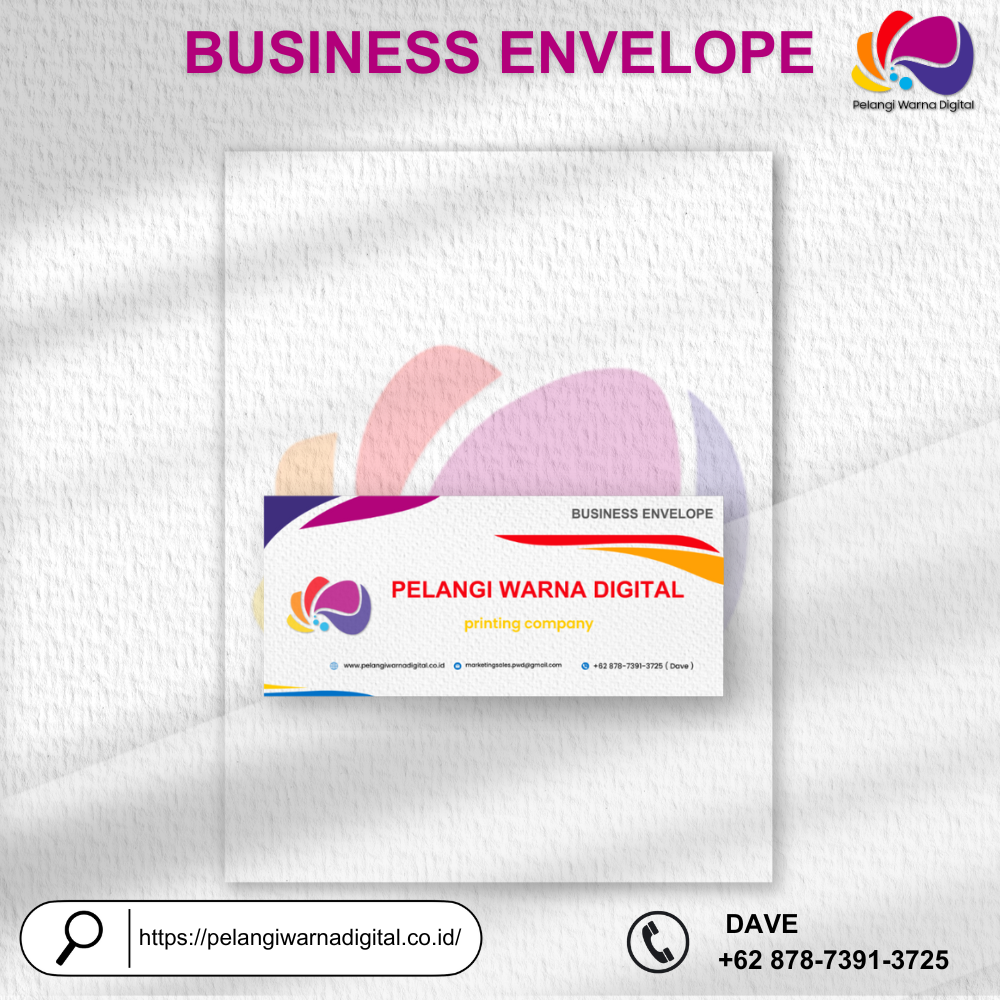 BUSINESS ENVELOPE
Pelangi Warna Digital
BUSINESS ENVELOPE
PELANGI WARNA DIGITAL
printing company
www.pelangiwarnadigital.co.id marketingsales.pwd@gmail.com +62 878-7391-3725 ( Dave )
https://pelangiwarnadigital.co.id/
DAVE
+62 878-7391-3725